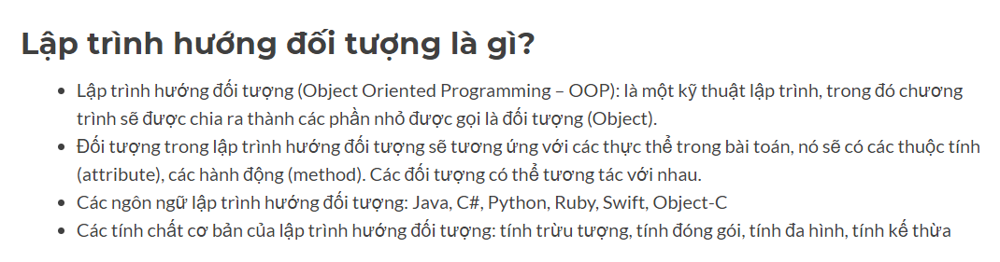 Lập trình hướng đối tượng là gì?
• Lập trình hướng đối tượng (Object Oriented Programming – OOP): là một kỹ thuật lập trình, trong đó chương
trình sẽ được chia ra thành các phần nhỏ được gọi là đối tượng (Object).
• Đối tượng trong lập trình hướng đối tượng sẽ tương ứng với các thực thể trong bài toán, nó sẽ có các thuộc tính
(attribute), các hành động (method). Các đối tượng có thể tương tác với nhau.
• Các ngôn ngữ lập trình hướng đối tượng: Java, C#, Python, Ruby, Swift, Object-C
• Các tính chất cơ bản của lập trình hướng đối tượng: tính trừu tượng, tính đóng gói, tính đa hình, tính kế thừa